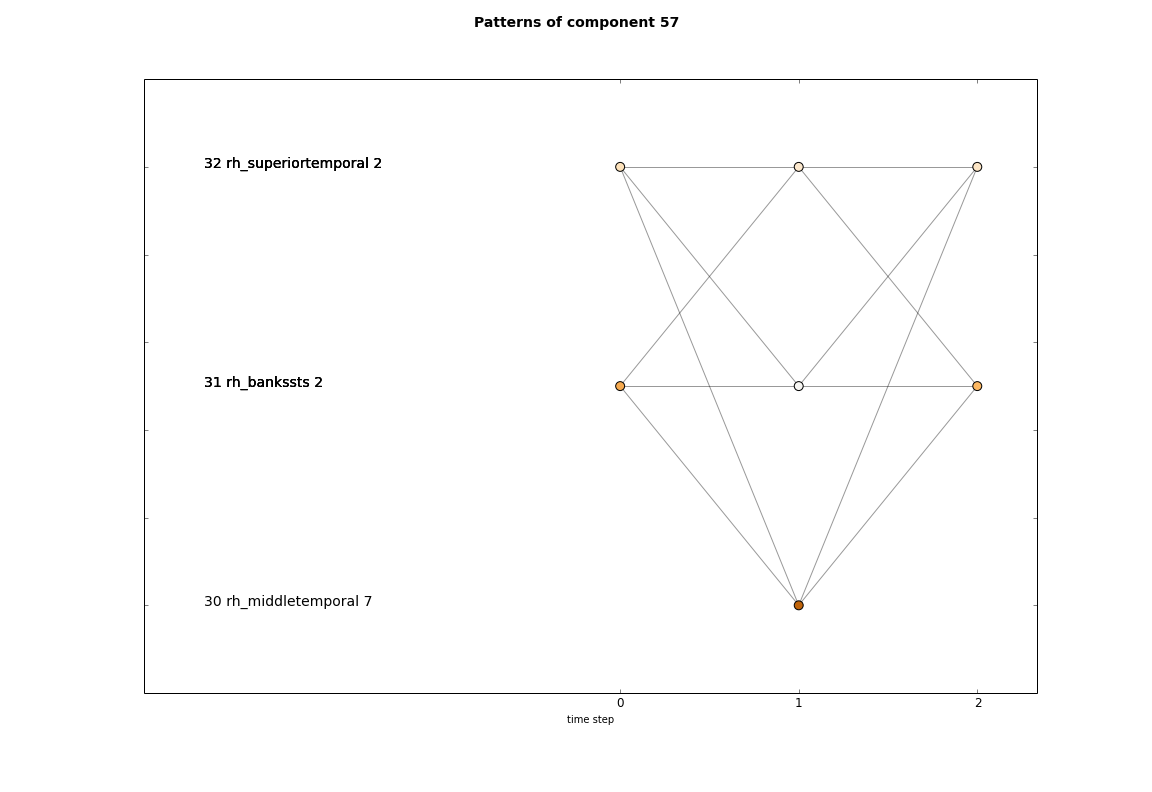 Patterns of component 57
32 rh_superiortemporal 2
31 rh_bankssts 2
30 rh_middletemporal 7
0 1 2
time step